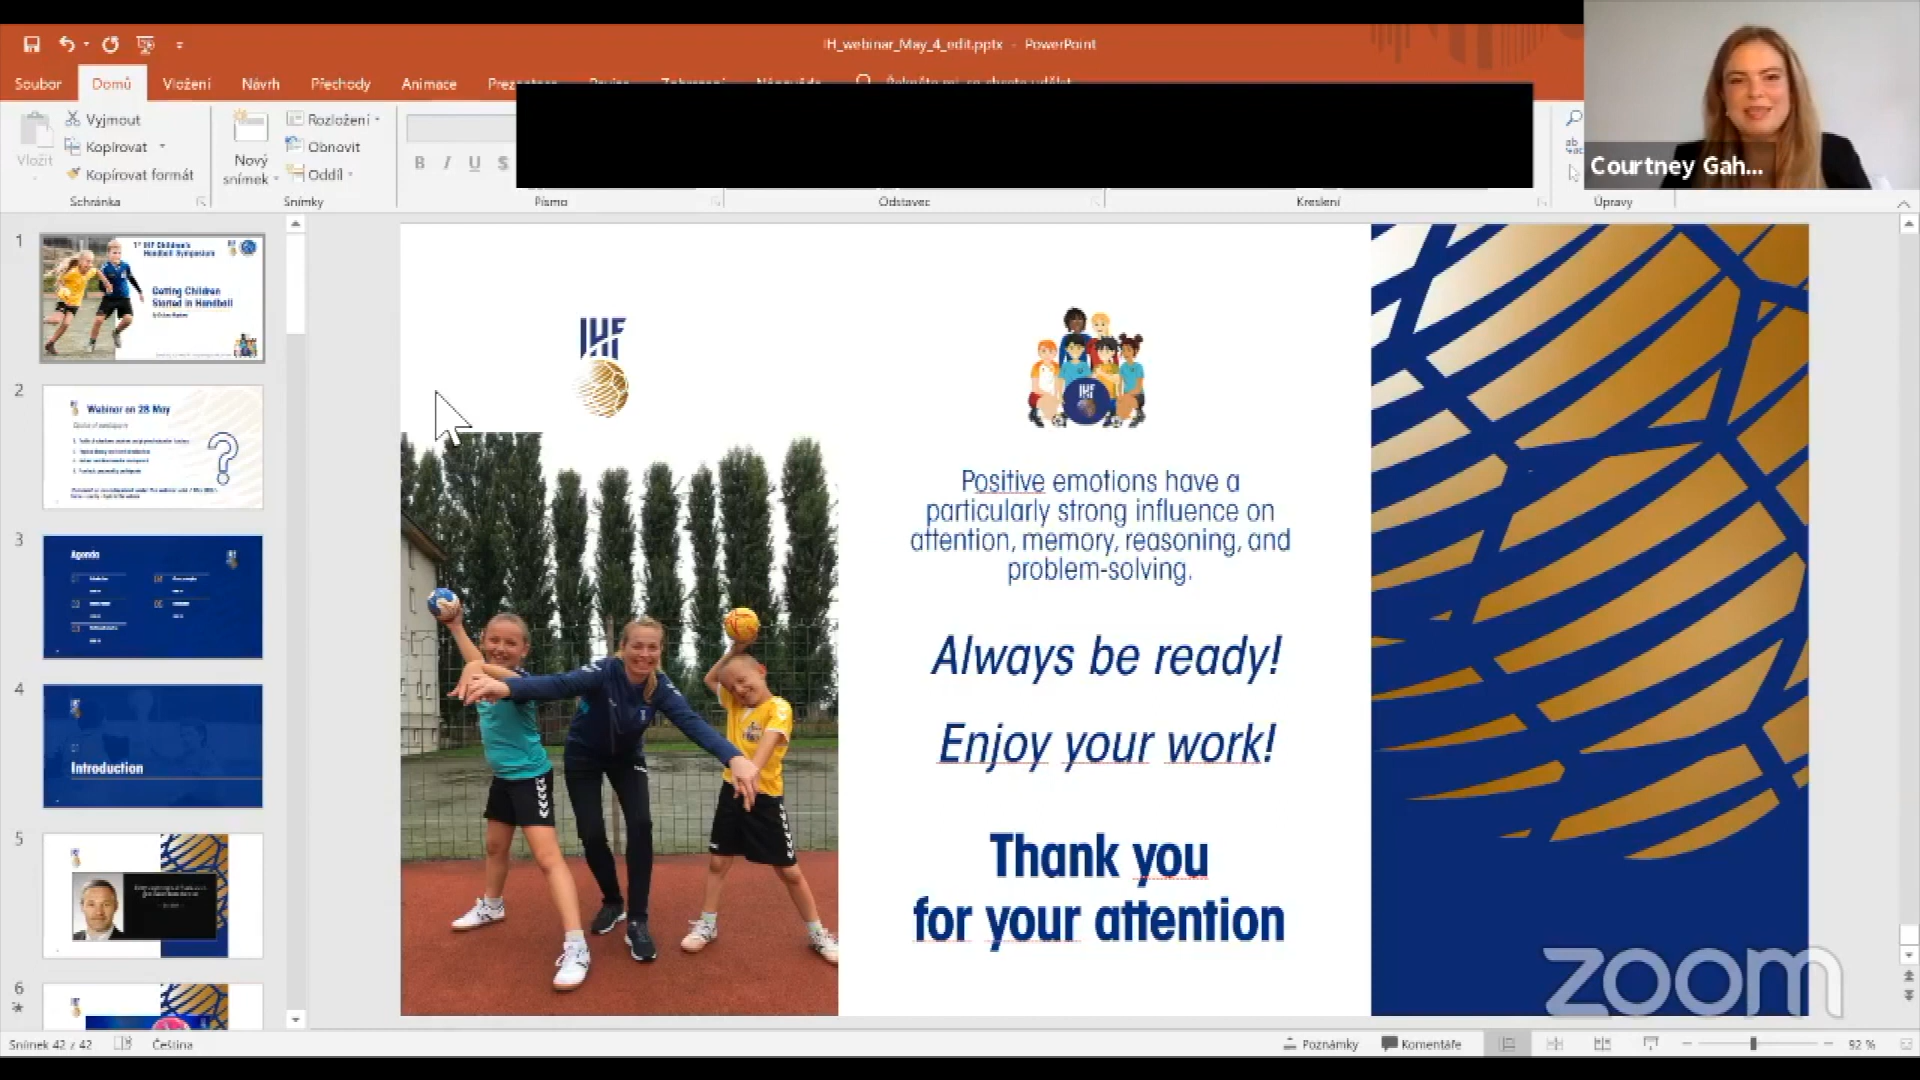 IH_webinar_May_4_edit.pptx - PowerPoint
Soubor
Domů
Vložení
Návrh
Přechody
Animace
Vložit
Vyjmout
Kopírovat
Kopírovat formát
Schránka
Nový
snímek
Rozložení
Obnovit
Oddíl
Snímky
B I U S
Písmo
Odstavec
Kreslení
Úpravy
Courtney Gah...
1
1st IHF Children's
Handball Symposium
Getting Children
Started in Handball
2
Webinar on 28 May
3
Agenda
4
Introduction
5
6
IHF
IHF
Positive emotions have a
particularly strong influence on
attention, memory, reasoning, and
problem-solving.
Always be ready!
Enjoy your work!
Thank you
for your attention
zoom
Snímek 42 z 42
Čeština
Poznámky
Komentáře
92 %